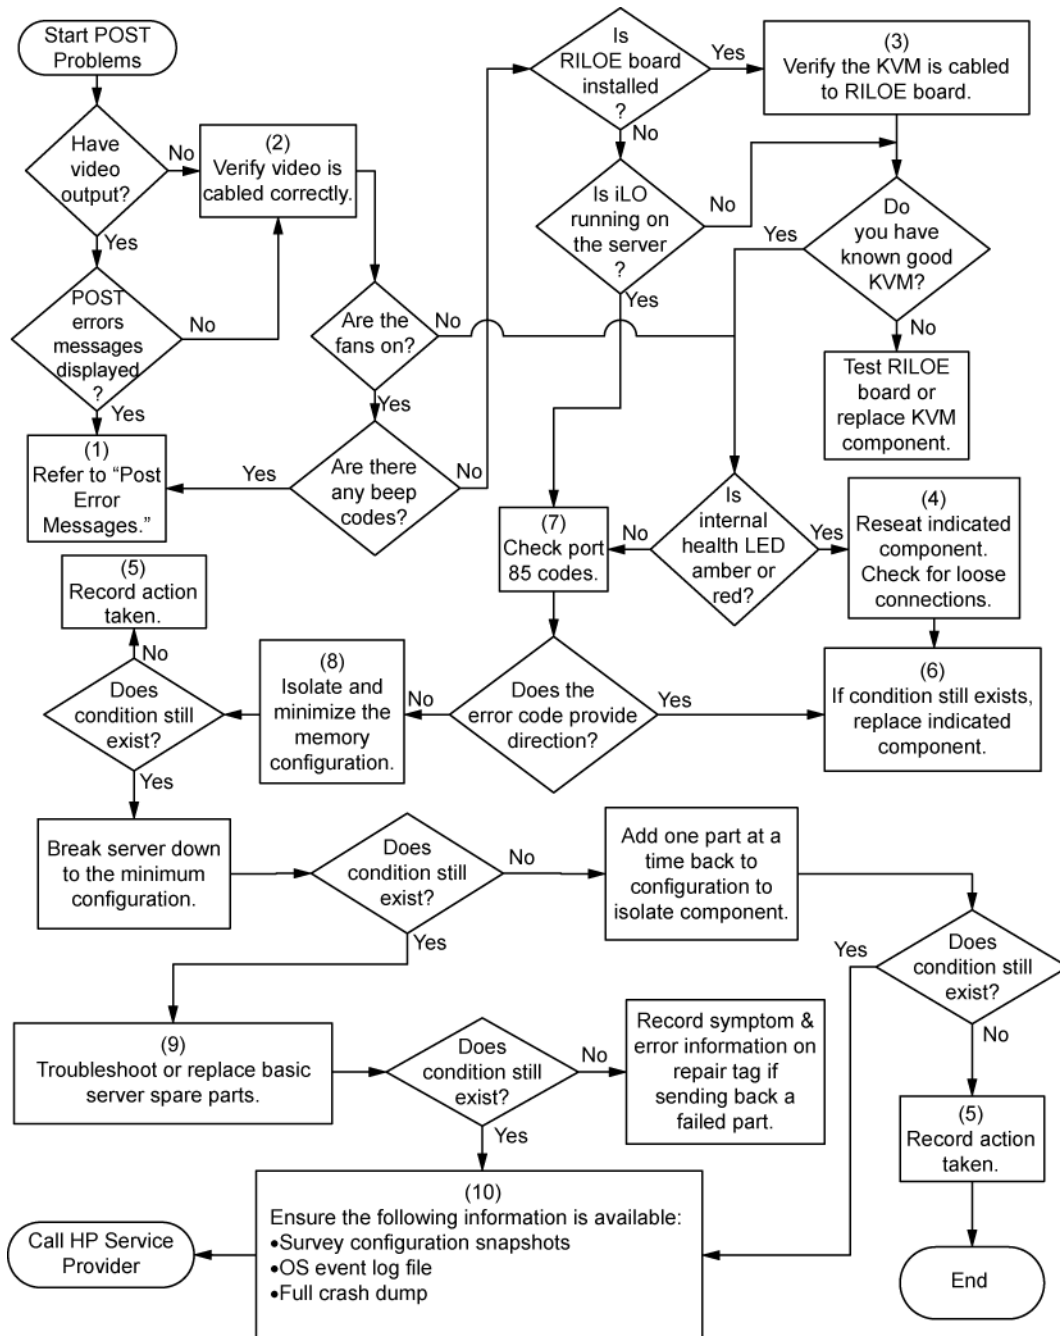 Start POST
Problems
Is
RILOE board
installed
?
Yes
(3)
Verify the KVM is cabled
to RILOE board.
Have
video
output?
No
(2)
Verify video is
cabled correctly.
No
Is iLO
running on
the server
?
No
Do
you have
known good
KVM?
Yes
Yes
POST
errors
messages
displayed
?
No
Are the
fans on?
No
Yes
No
Test RILOE
board or
replace KVM
component.
Yes
Yes
(1)
Refer to “Post
Error
Messages.”
Yes
Are there
any beep
codes?
No
Is
internal
health LED
amber or
red?
No
Yes
(4)
Reseat indicated
component.
Check for loose
connections.
(7)
Check port
85 codes.
(5)
Record action
taken.
No
Does
condition still
exist?
(8)
Isolate and
minimize the
memory
configuration.
No
Does the
error code provide
direction?
Yes
(6)
If condition still exists,
replace indicated
component.
Yes
Break server down
to the minimum
configuration.
Does
condition still
exist?
No
Add one part at a
time back to
configuration to
isolate component.
Yes
Yes
Does
condition still
exist?
No
(9)
Troubleshoot or replace basic
server spare parts.
Does
condition still
exist?
No
Record symptom &
error information on
repair tag if
sending back a
failed part.
Yes
(5)
Record action
taken.
(10)
Ensure the following information is available:
•Survey configuration snapshots
•OS event log file
•Full crash dump
Call HP Service
Provider
End